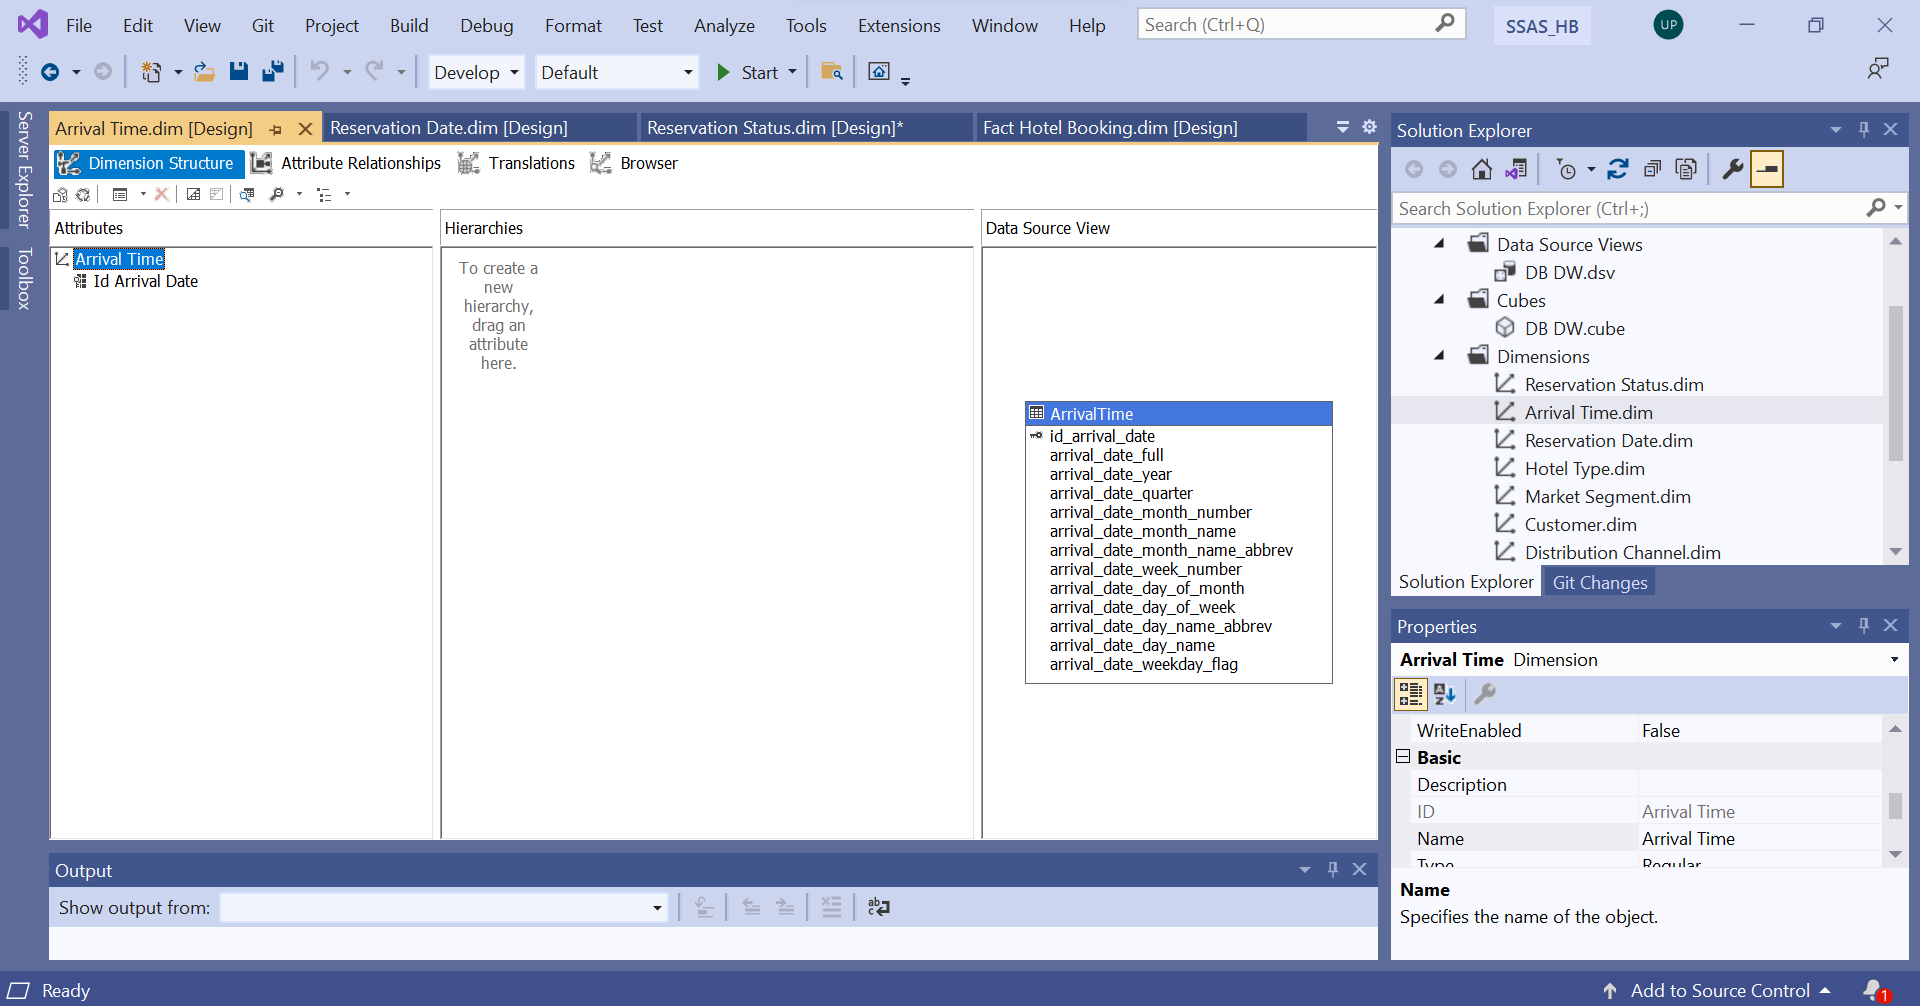 File Edit View Git Project Build Debug Format Test Analyze Tools Extensions Window Help Search (Ctrl+Q) SSAS_HB UP
Develop Default Start
Server Explorer
Toolbox
Arrival Time.dim [Design] Reservation Date.dim [Design] Reservation Status.dim [Design]* Fact Hotel Booking.dim [Design]
Dimension Structure Attribute Relationships Translations Browser
Attributes
Arrival Time
Id Arrival Date
Hierarchies
To create a
new
hierarchy,
drag an
attribute
here.
Data Source View
ArrivalTime
id_arrival_date
arrival_date_full
arrival_date_year
arrival_date_quarter
arrival_date_month_number
arrival_date_month_name
arrival_date_month_name_abbrev
arrival_date_week_number
arrival_date_day_of_month
arrival_date_day_of_week
arrival_date_day_name_abbrev
arrival_date_day_name
arrival_date_weekday_flag
Output
Show output from:
Solution Explorer
Search Solution Explorer (Ctrl+;)
Data Source Views
DB DW.dsv
Cubes
DB DW.cube
Dimensions
Reservation Status.dim
Arrival Time.dim
Reservation Date.dim
Hotel Type.dim
Market Segment.dim
Customer.dim
Distribution Channel.dim
Solution Explorer Git Changes
Properties
Arrival Time Dimension
WriteEnabled False
Basic
Description
ID Arrival Time
Name Arrival Time
Type Regular
Name
Specifies the name of the object.
Ready Add to Source Control 1